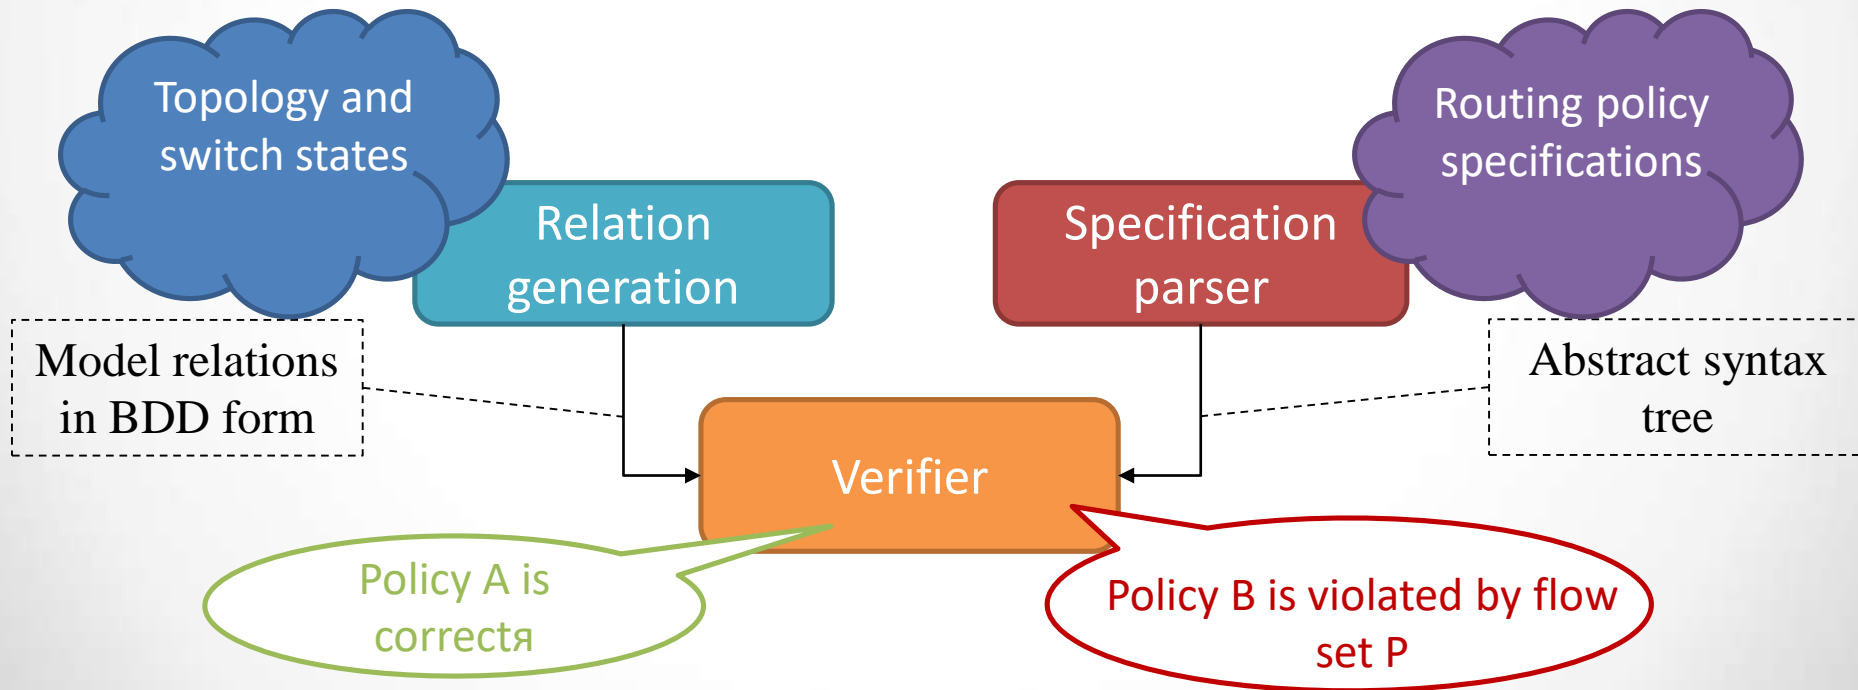 Topology and
switch states
Routing policy
specifications
Relation
generation
Specification
parser
Model relations
in BDD form
Abstract syntax
tree
Verifier
Policy A is
correctя
Policy B is violated by flow
set P